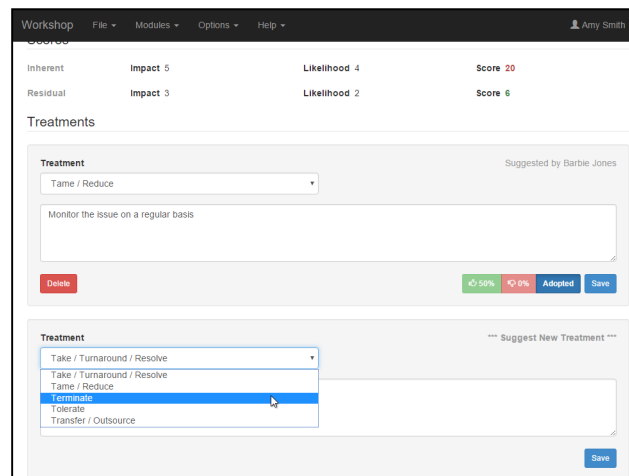 Workshop File Modules Options Help Amy Smith
Scores
Inherent Impact 5 Likelihood 4 Score 20
Residual Impact 3 Likelihood 2 Score 6
Treatments
Treatment Suggested by Barbie Jones
Tame / Reduce
Monitor the issue on a regular basis
Delete 50% 0% Adopted Save
Treatment *** Suggest New Treatment ***
Take / Turnaround / Resolve
Take / Turnaround / Resolve
Tame / Reduce
Terminate
Tolerate
Transfer / Outsource
Save